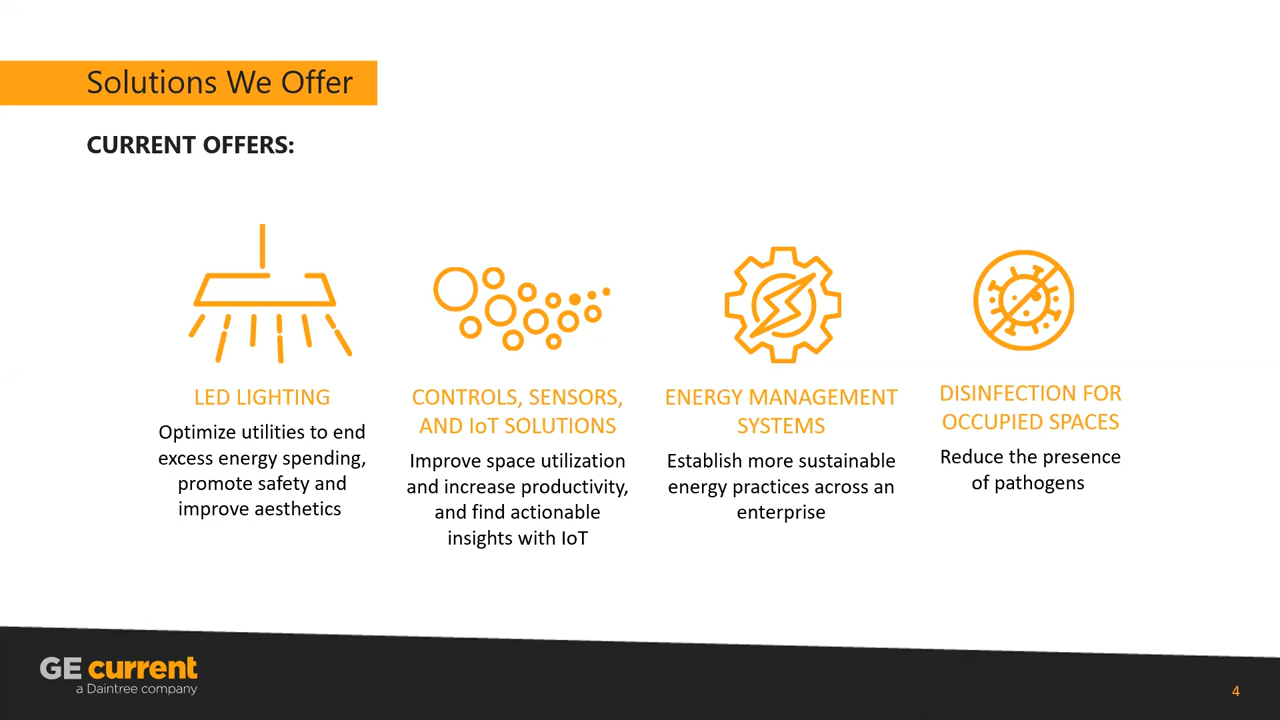 Solutions We Offer
CURRENT OFFERS:
LED LIGHTING
Optimize utilities to end
excess energy spending,
promote safety and
improve aesthetics
CONTROLS, SENSORS,
AND IoT SOLUTIONS
Improve space utilization
and increase productivity,
and find actionable
insights with IoT
ENERGY MANAGEMENT
SYSTEMS
Establish more sustainable
energy practices across an
enterprise
DISINFECTION FOR
OCCUPIED SPACES
Reduce the presence
of pathogens
GE current
a Daintree company
4